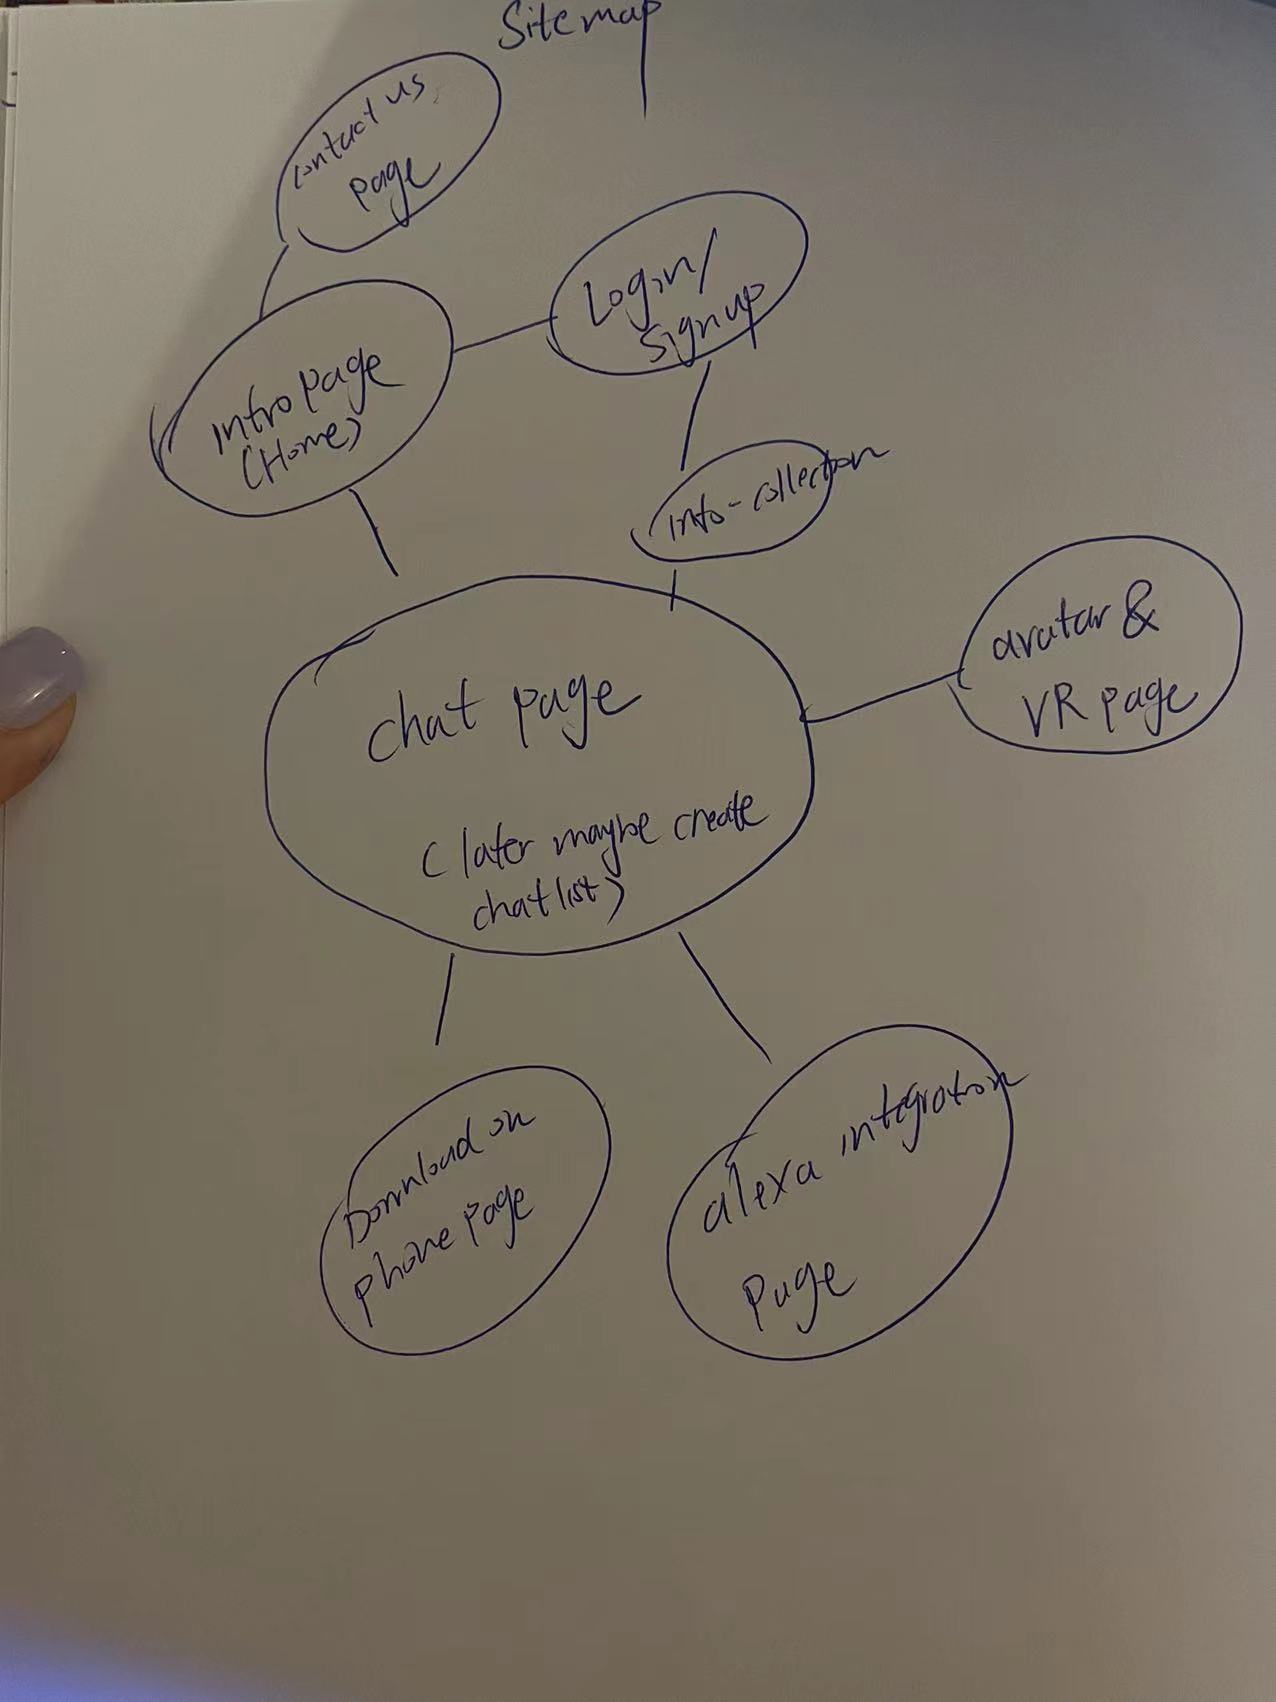 Sitemap
contact us
page
Login/
Signup
intro page
(Home)
info-collection
avatar &
VR page
chat page
(later maybe create
chat list)
Download on
phone page
alexa integration
page